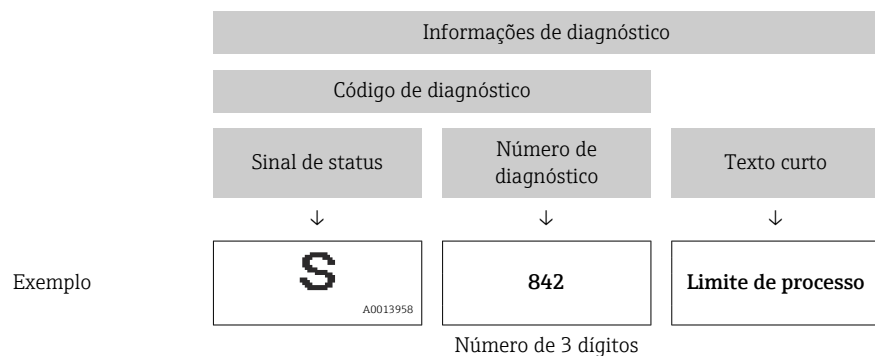 Informações de diagnóstico
Código de diagnóstico
Sinal de status
Número de
diagnóstico
Texto curto
↓ ↓ ↓
Exemplo
S
A0013958
842
Limite de processo
Número de 3 dígitos